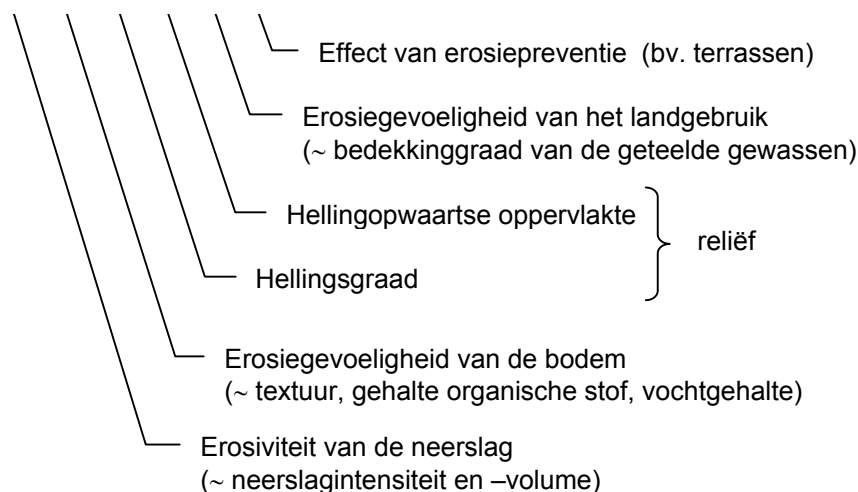 Effect van erosiepreventie (bv. terrassen)
Erosiegevoeligheid van het landgebruik
(~ bedekkinggraad van de geteelde gewassen)
Hellingopwaartse oppervlakte
reliëf
Hellingsgraad
Erosiegevoeligheid van de bodem
(~ textuur, gehalte organische stof, vochtgehalte)
Erosiviteit van de neerslag
(~ neerslagintensiteit en –volume)